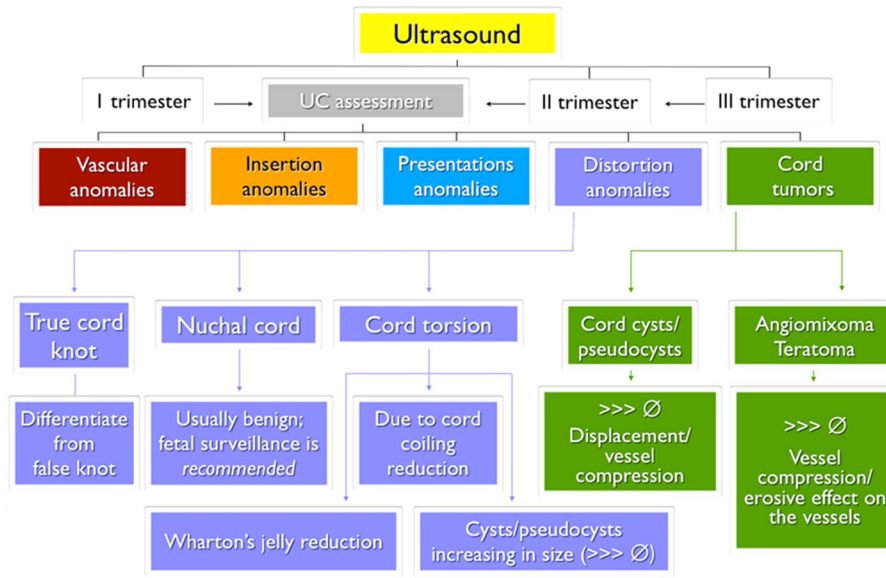 Ultrasound
I trimester
UC assessment
II trimester
III trimester
Vascular
anomalies
Insertion
anomalies
Presentations
anomalies
Distortion
anomalies
Cord
tumors
True cord
knot
Nuchal cord
Cord torsion
Cord cysts/
pseudocysts
Angiomixoma
Teratoma
Differentiate
from
false knot
Usually benign;
fetal surveillance is
recommended
Due to cord
coiling
reduction
>>> ∅
Displacement/
vessel
compression
>>> ∅
Vessel
compression/
erosive effect on
the vessels
Wharton's jelly reduction
Cysts/pseudocysts
increasing in size (>>> ∅)